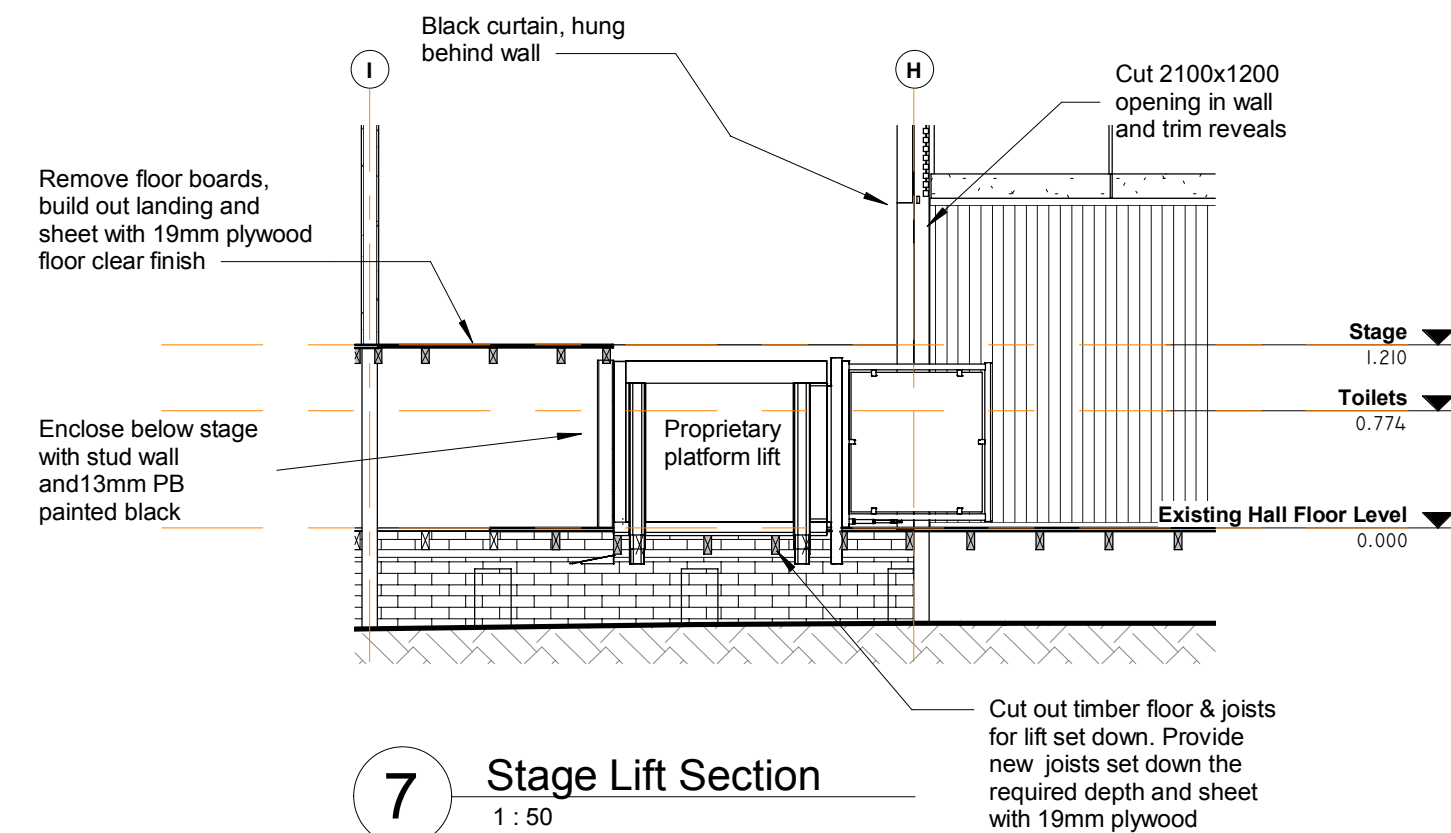 Black curtain, hung
behind wall
I
H
Cut 2100x1200
opening in wall
and trim reveals
Remove floor boards,
build out landing and
sheet with 19mm plywood
floor clear finish
Stage
1.210
Toilets
0.774
Enclose below stage
with stud wall
and13mm PB
painted black
Proprietary
platform lift
Existing Hall Floor Level
0.000
Cut out timber floor & joists
for lift set down. Provide
new joists set down the
required depth and sheet
with 19mm plywood
7
Stage Lift Section
1 : 50